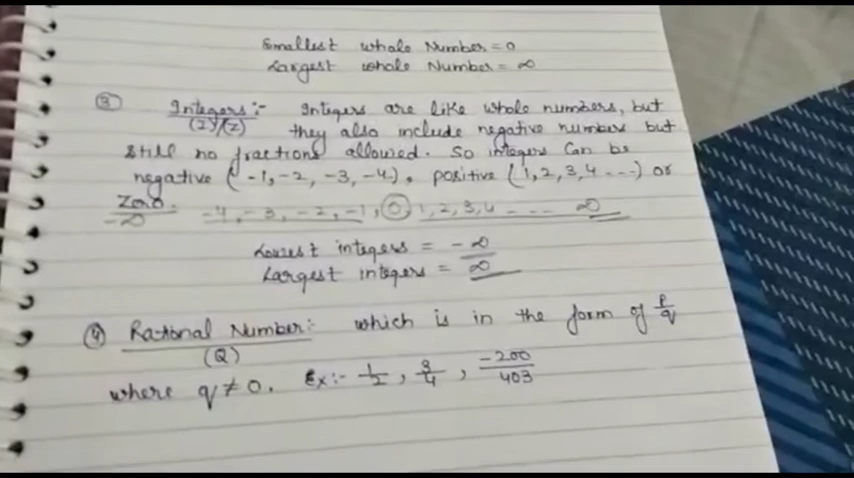 Smallest whole Number = 0
Largest whole Number = ∞
③ Integers :- Integers are like whole numbers, but
(I)/(Z) they also include negative numbers but
still no fractions allowed. So integers can be
negative (-1, -2, -3, -4), positive (1, 2, 3, 4 ---) or
Zero.
-∞ -4, -3, -2, -1, 0, 1, 2, 3, 4 - - - - ∞
Lowest integers = -∞
Largest integers = ∞
④ Rational Number :- which is in the form of P/q
(Q)
where q ≠ 0. Ex:- 1/2, 3/4, -200/403